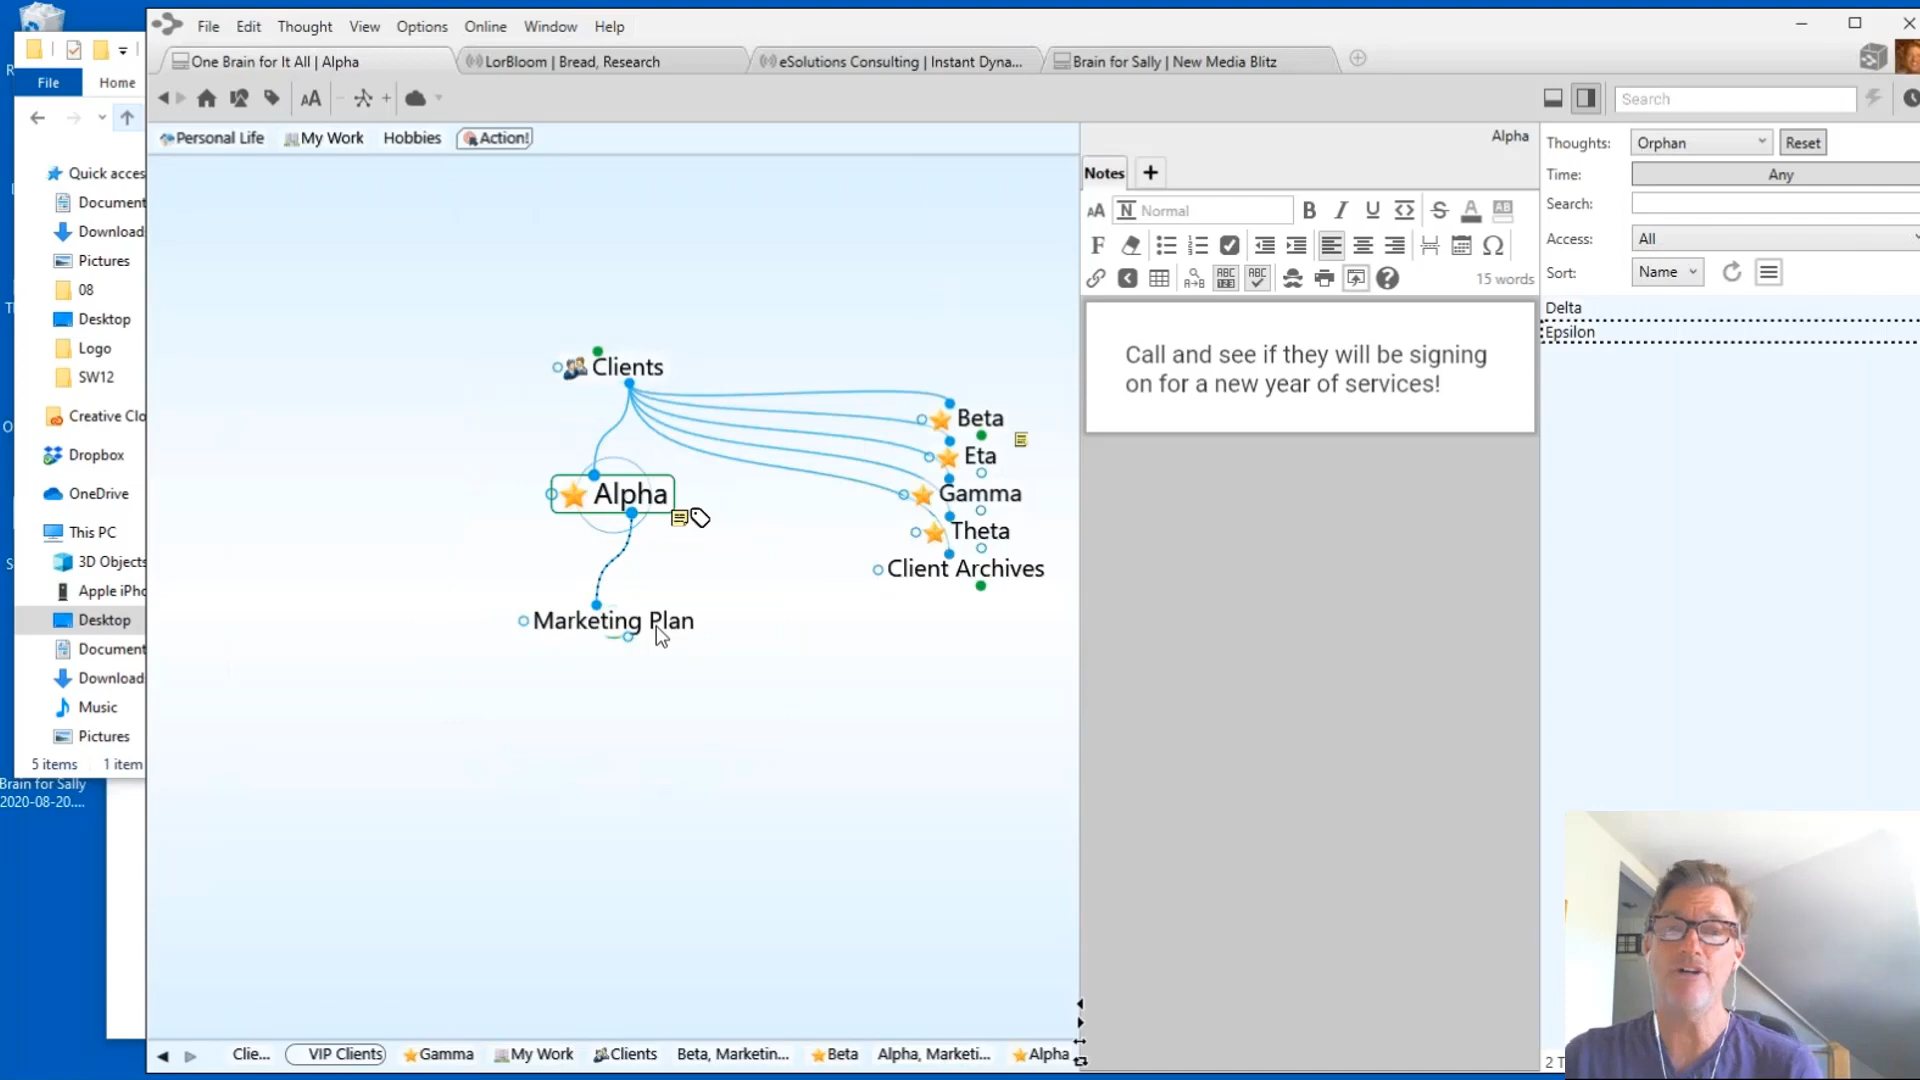 File Edit Thought View Options Online Window Help
One Brain for It All | Alpha
LorBloom | Bread, Research
eSolutions Consulting | Instant Dyna...
Brain for Sally | New Media Blitz
AA
Search
Personal Life
My Work
Hobbies
Action!
File Home
Quick acces
Document
Download
Pictures
08
Desktop
Logo
SW12
Creative Clo
Dropbox
OneDrive
This PC
3D Objects
Apple iPho
Desktop
Document
Download
Music
Pictures
5 items 1 item
Brain for Sally
2020-08-20....
Clients
Beta
Eta
Gamma
Theta
Client Archives
Alpha
Marketing Plan
Alpha
Notes
Normal
15 words
Call and see if they will be signing
on for a new year of services!
Thoughts: Orphan Reset
Time: Any
Search:
Access: All
Sort: Name
Delta
Epsilon
Clie...
VIP Clients
Gamma
My Work
Clients
Beta, Marketin...
Beta
Alpha, Marketi...
Alpha
2 T